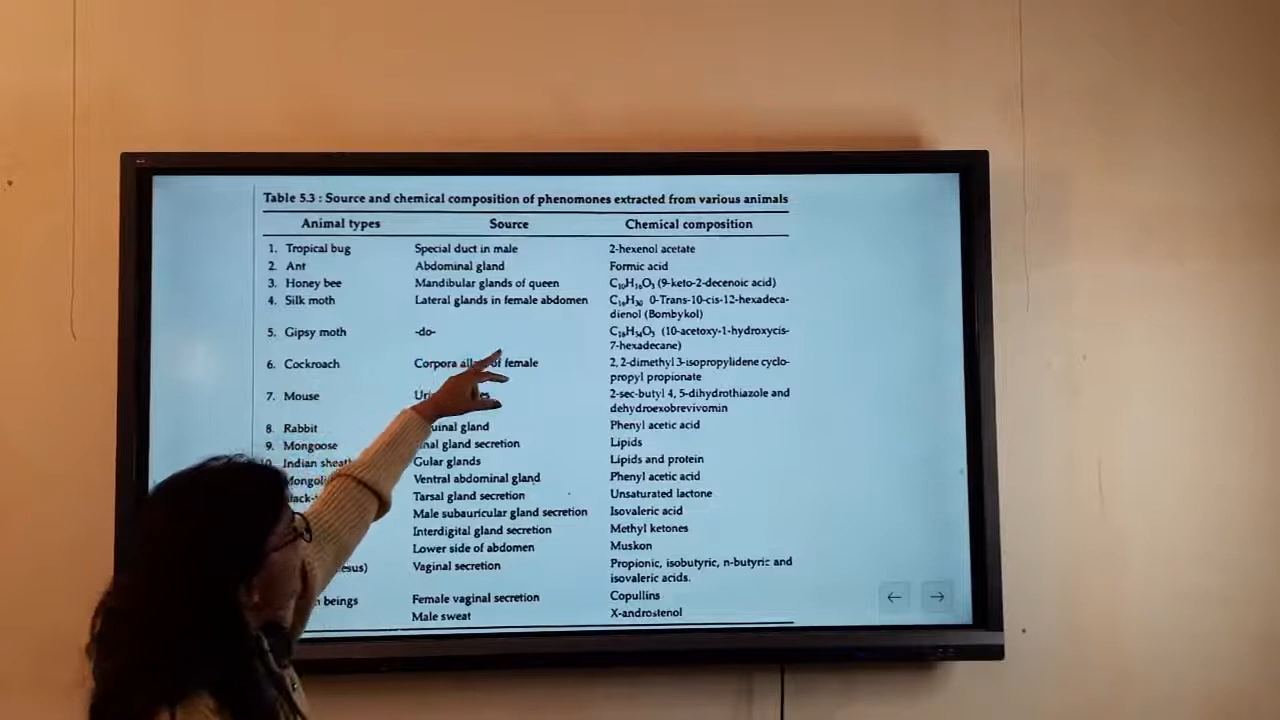 Table 5.3 : Source and chemical composition of phenomones extracted from various animals
Animal types Source Chemical composition
1. Tropical bug Special duct in male 2-hexenol acetate
2. Ant Abdominal gland Formic acid
3. Honey bee Mandibular glands of queen C₁₀H₁₆O₃ (9-keto-2-decenoic acid)
4. Silk moth Lateral glands in female abdomen C₁₆H₃₀ 0-Trans-10-cis-12-hexadeca-
dienol (Bombykol)
5. Gipsy moth -do- C₁₈H₃₄O₃ (10-acetoxy-1-hydroxycis-
7-hexadecane)
6. Cockroach Corpora of female 2, 2-dimethyl 3-isopropylidene cyclo-
propyl propionate
7. Mouse 2-sec-butyl 4, 5-dihydrothiazole and
dehydroexobrevivomin
8. Rabbit gland Phenyl acetic acid
9. Mongoose gland secretion Lipids
Indian Gular glands Lipids and protein
Ventral abdominal gland Phenyl acetic acid
Tarsal gland secretion Unsaturated lactone
Male subauricular gland secretion Isovaleric acid
Interdigital gland secretion Methyl ketones
Lower side of abdomen Muskon
Vaginal secretion Propionic, isobutyric, n-butyric and
isovaleric acids.
beings Female vaginal secretion Copullins
Male sweat X-androstenol